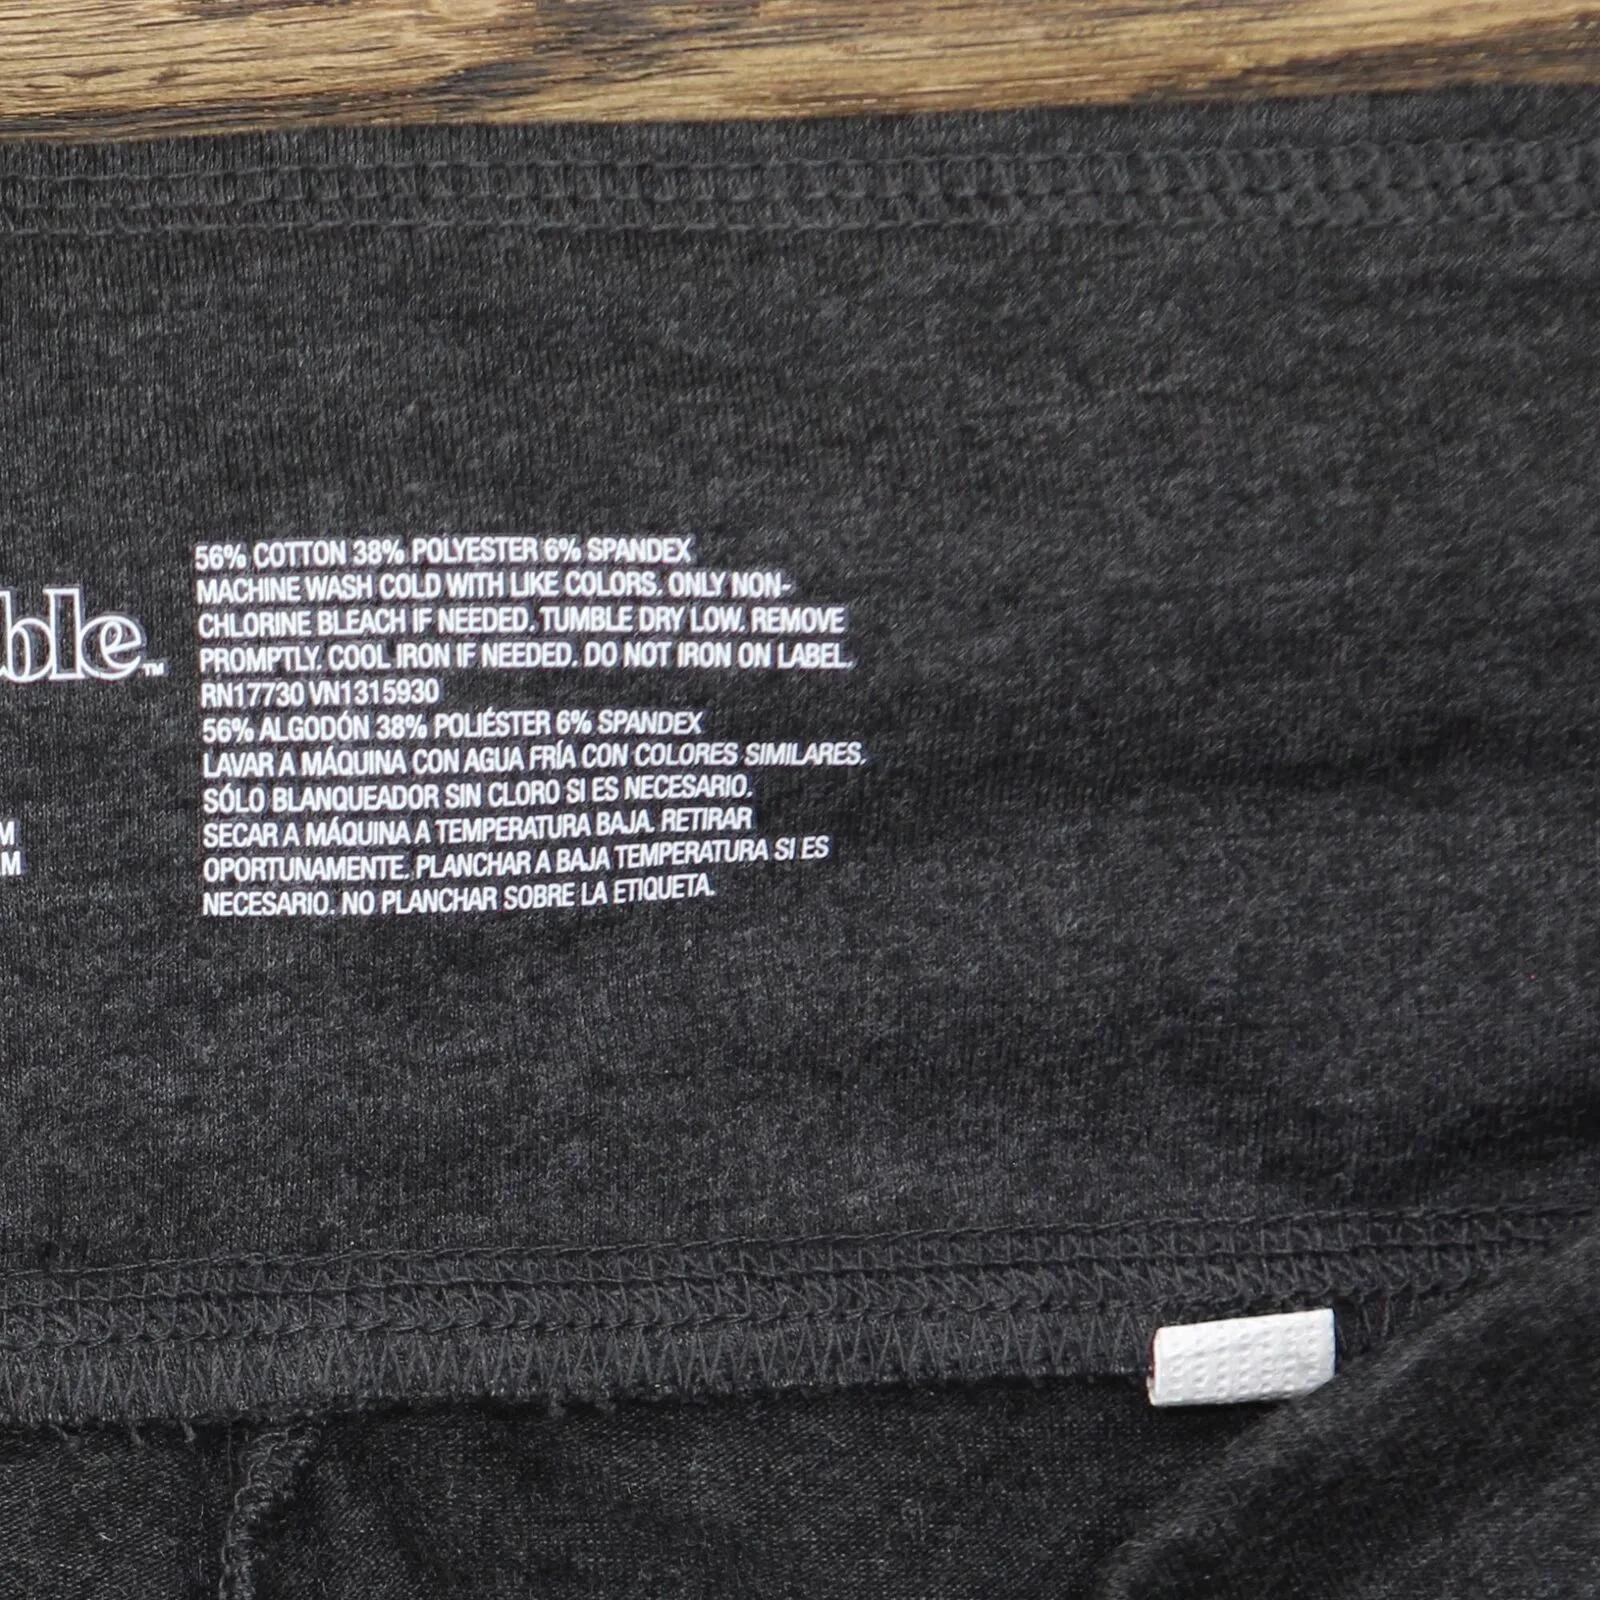 ble™
M
M
56% COTTON 38% POLYESTER 6% SPANDEX
MACHINE WASH COLD WITH LIKE COLORS. ONLY NON-
CHLORINE BLEACH IF NEEDED. TUMBLE DRY LOW. REMOVE
PROMPTLY. COOL IRON IF NEEDED. DO NOT IRON ON LABEL.
RN17730 VN1315930
56% ALGODÓN 38% POLIÉSTER 6% SPANDEX
LAVAR A MÁQUINA CON AGUA FRÍA CON COLORES SIMILARES.
SÓLO BLANQUEADOR SIN CLORO SI ES NECESARIO.
SECAR A MÁQUINA A TEMPERATURA BAJA. RETIRAR
OPORTUNAMENTE. PLANCHAR A BAJA TEMPERATURA SI ES
NECESARIO. NO PLANCHAR SOBRE LA ETIQUETA.